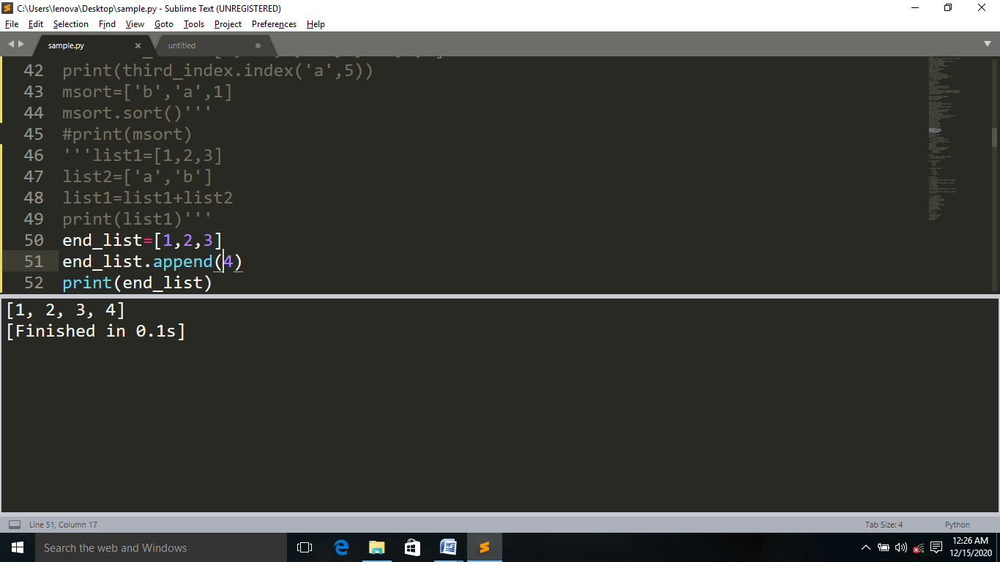 C:\Users\lenova\Desktop\sample.py - Sublime Text (UNREGISTERED)
File Edit Selection Find View Goto Tools Project Preferences Help
sample.py untitled
42 print(third_index.index('a',5))
43 msort=['b','a',1]
44 msort.sort()'''
45 #print(msort)
46 '''list1=[1,2,3]
47 list2=['a','b']
48 list1=list1+list2
49 print(list1)'''
50 end_list=[1,2,3]
51 end_list.append(4)
52 print(end_list)
[1, 2, 3, 4]
[Finished in 0.1s]
Line 51, Column 17 Tab Size: 4 Python
Search the web and Windows
12:26 AM
12/15/2020